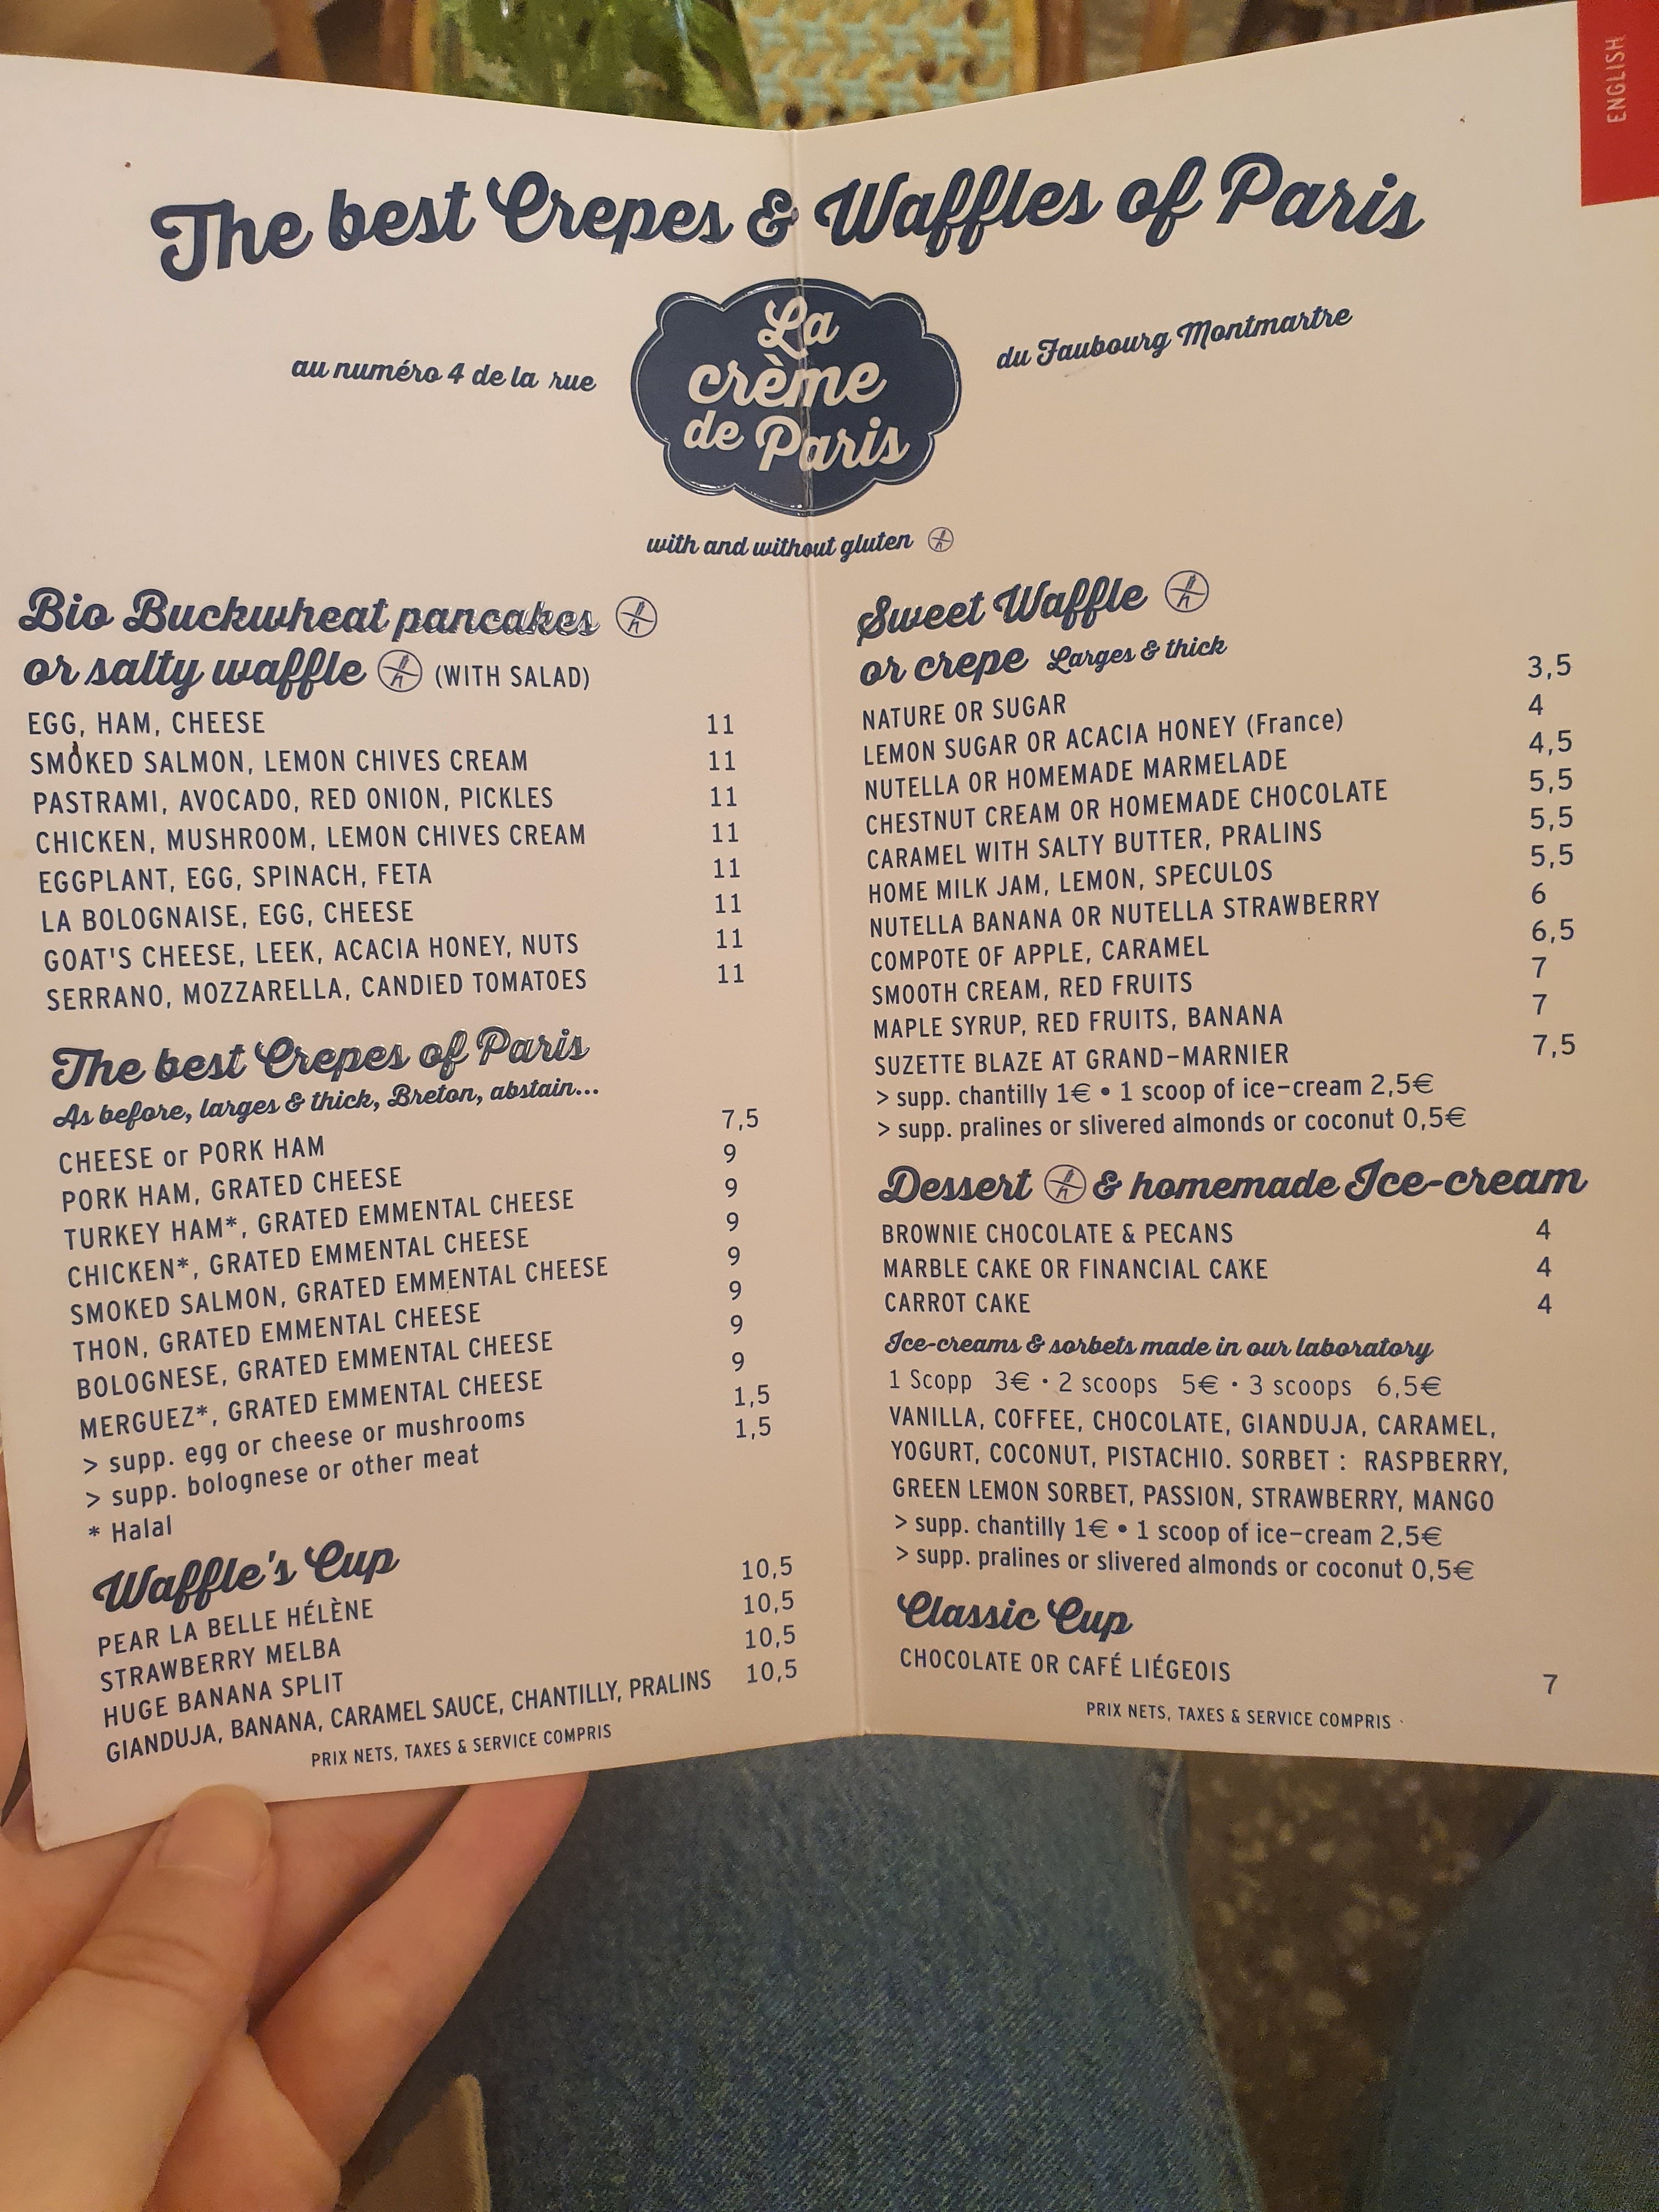 ENGLISH
The best Crepes & Waffles of Paris
au numéro 4 de la rue
La
crème
de Paris
du Faubourg Montmartre
with and without gluten
Bio Buckwheat pancakes
or salty waffle (WITH SALAD)
EGG, HAM, CHEESE 11
SMOKED SALMON, LEMON CHIVES CREAM 11
PASTRAMI, AVOCADO, RED ONION, PICKLES 11
CHICKEN, MUSHROOM, LEMON CHIVES CREAM 11
EGGPLANT, EGG, SPINACH, FETA 11
LA BOLOGNAISE, EGG, CHEESE 11
GOAT'S CHEESE, LEEK, ACACIA HONEY, NUTS 11
SERRANO, MOZZARELLA, CANDIED TOMATOES 11
The best Crepes of Paris
As before, larges & thick, Breton, abstain...
CHEESE or PORK HAM 7,5
PORK HAM, GRATED CHEESE 9
TURKEY HAM*, GRATED EMMENTAL CHEESE 9
CHICKEN*, GRATED EMMENTAL CHEESE 9
SMOKED SALMON, GRATED EMMENTAL CHEESE 9
THON, GRATED EMMENTAL CHEESE 9
BOLOGNESE, GRATED EMMENTAL CHEESE 9
MERGUEZ*, GRATED EMMENTAL CHEESE 9
> supp. egg or cheese or mushrooms 1,5
> supp. bolognese or other meat 1,5
* Halal
Waffle's Cup
PEAR LA BELLE HÉLÈNE 10,5
STRAWBERRY MELBA 10,5
HUGE BANANA SPLIT 10,5
GIANDUJA, BANANA, CARAMEL SAUCE, CHANTILLY, PRALINS 10,5
PRIX NETS, TAXES & SERVICE COMPRIS
Sweet Waffle
or crepe Larges & thick
NATURE OR SUGAR 3,5
LEMON SUGAR OR ACACIA HONEY (France) 4
NUTELLA OR HOMEMADE MARMELADE 4,5
CHESTNUT CREAM OR HOMEMADE CHOCOLATE 5,5
CARAMEL WITH SALTY BUTTER, PRALINS 5,5
HOME MILK JAM, LEMON, SPECULOS 5,5
NUTELLA BANANA OR NUTELLA STRAWBERRY 6
COMPOTE OF APPLE, CARAMEL 6,5
SMOOTH CREAM, RED FRUITS 7
MAPLE SYRUP, RED FRUITS, BANANA 7
SUZETTE BLAZE AT GRAND-MARNIER 7,5
> supp. chantilly 1€ • 1 scoop of ice-cream 2,5€
> supp. pralines or slivered almonds or coconut 0,5€
Dessert & homemade Ice-cream
BROWNIE CHOCOLATE & PECANS 4
MARBLE CAKE OR FINANCIAL CAKE 4
CARROT CAKE 4
Ice-creams & sorbets made in our laboratory
1 Scopp 3€ • 2 scoops 5€ • 3 scoops 6,5€
VANILLA, COFFEE, CHOCOLATE, GIANDUJA, CARAMEL,
YOGURT, COCONUT, PISTACHIO. SORBET : RASPBERRY,
GREEN LEMON SORBET, PASSION, STRAWBERRY, MANGO
> supp. chantilly 1€ • 1 scoop of ice-cream 2,5€
> supp. pralines or slivered almonds or coconut 0,5€
Classic Cup
CHOCOLATE OR CAFÉ LIÉGEOIS 7
PRIX NETS, TAXES & SERVICE COMPRIS